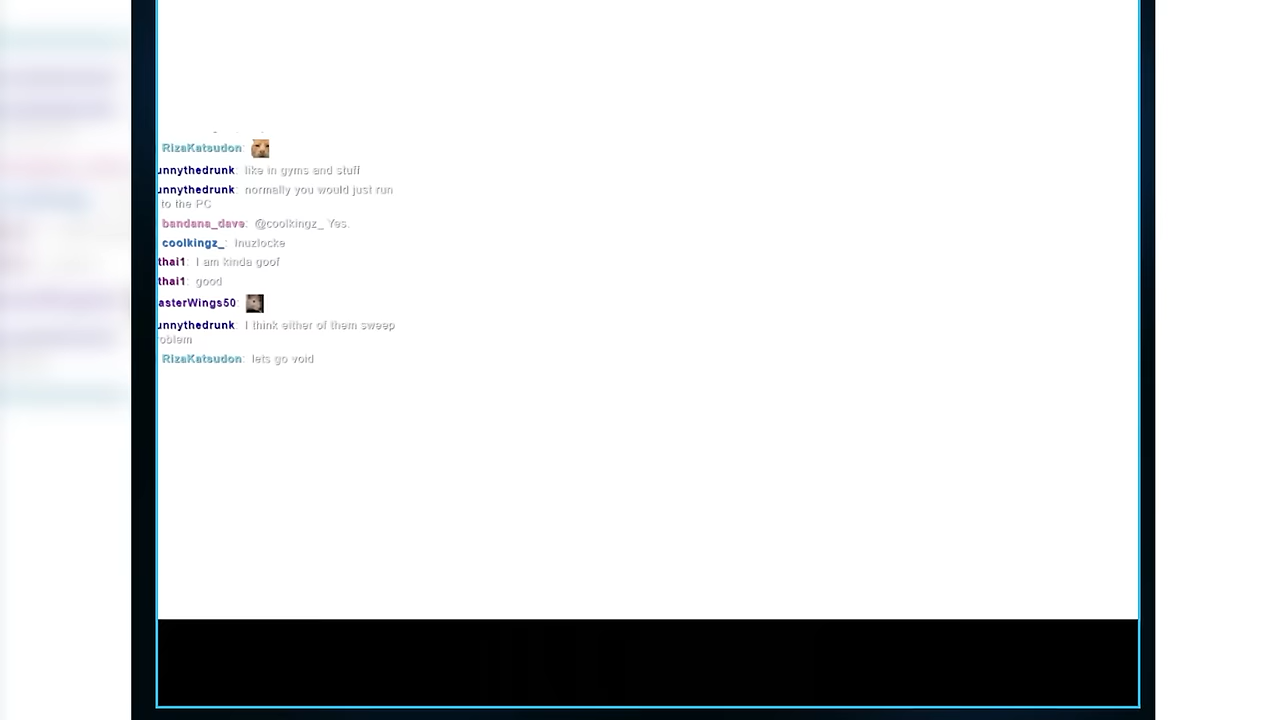 RizaKatsudon:
unnythedrunk: like in gyms and stuff
unnythedrunk: normally you would just run
to the PC
bandana_dave: @coolkingz_ Yes.
coolkingz_: Inuzlocke
thai1: I am kinda goof
thai1: good
asterWings50:
unnythedrunk: I think either of them sweep
oblem
RizaKatsudon: lets go void